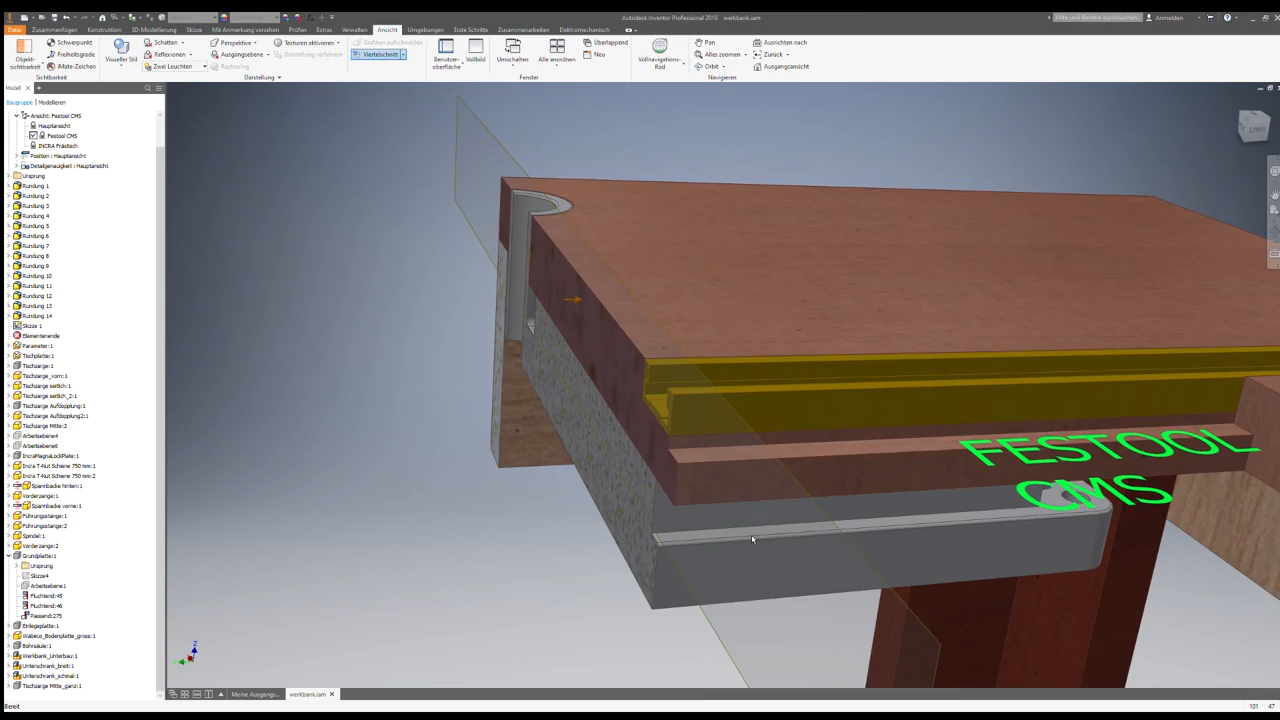 Autodesk Inventor Professional 2019   werkbank.iam
Hilfe und Befehle durchsuchen...
Anmelden
Datei Zusammenfügen Konstruktion 3D-Modellierung Skizze Mit Anmerkung versehen Prüfen Extras Verwalten Ansicht Umgebungen Erste Schritte Zusammenarbeiten Elektromechanisch
Objekt-
sichtbarkeit
Schwerpunkt
Freiheitsgrade
iMate-Zeichen
Sichtbarkeit
Visueller Stil
Schatten
Reflexionen
Zwei Leuchten
Perspektive
Ausgangsebene
Raytracing
Texturen aktivieren
Darstellung verfeinern
Grafiken aufschneiden
Viertelschnitt
Darstellung
Benutzer-
oberfläche
Vollbild
Umschalten
Alle anordnen
Überlappend
Neu
Fenster
Vollnavigations-
Rad
Pan
Alles zoomen
Orbit
Ausrichten nach
Zurück
Ausgangsansicht
Navigieren
Modell
Baugruppe | Modellieren
Ansicht: Festool CMS
Hauptansicht
Festool CMS
INCRA Frästisch
Position : Hauptansicht
Detailgenauigkeit : Hauptansicht
Ursprung
Rundung 1
Rundung 2
Rundung 3
Rundung 4
Rundung 5
Rundung 6
Rundung 7
Rundung 8
Rundung 9
Rundung 10
Rundung 11
Rundung 12
Rundung 13
Rundung 14
Skizze 1
Elementenende
Parameter:1
Tischplatte:1
Tischzarge:1
Tischzarge_vorn:1
Tischzarge seitlich:1
Tischzarge seitlich_2:1
Tischzarge Aufdopplung:1
Tischzarge Aufdopplung2:1
Tischzarge Mitte:2
Arbeitsebene4
Arbeitsebene6
IncraMagnaLockPlate:1
Incra T-Nut Schiene 750 mm:1
Incra T-Nut Schiene 750 mm:2
Spannbacke hinten:1
Vorderzange:1
Spannbacke vorne:1
Führungsstange:1
Führungsstange:2
Spindel:1
Vorderzange:2
Grundplatte:1
Ursprung
Skizze4
Arbeitsebene1
Fluchtend:45
Fluchtend:46
Passend:275
Einlegeplatte:1
Wabeco_Bodenplatte_gross:1
Bohrsäule:1
Werkbank_Unterbau:1
Unterschrank_breit:1
Unterschrank_schmal:1
Tischzarge Mitte_ganz:1
LINKS
FESTOOL
CMS
Z
Meine Ausgangs...
werkbank.iam
Bereit
101 47